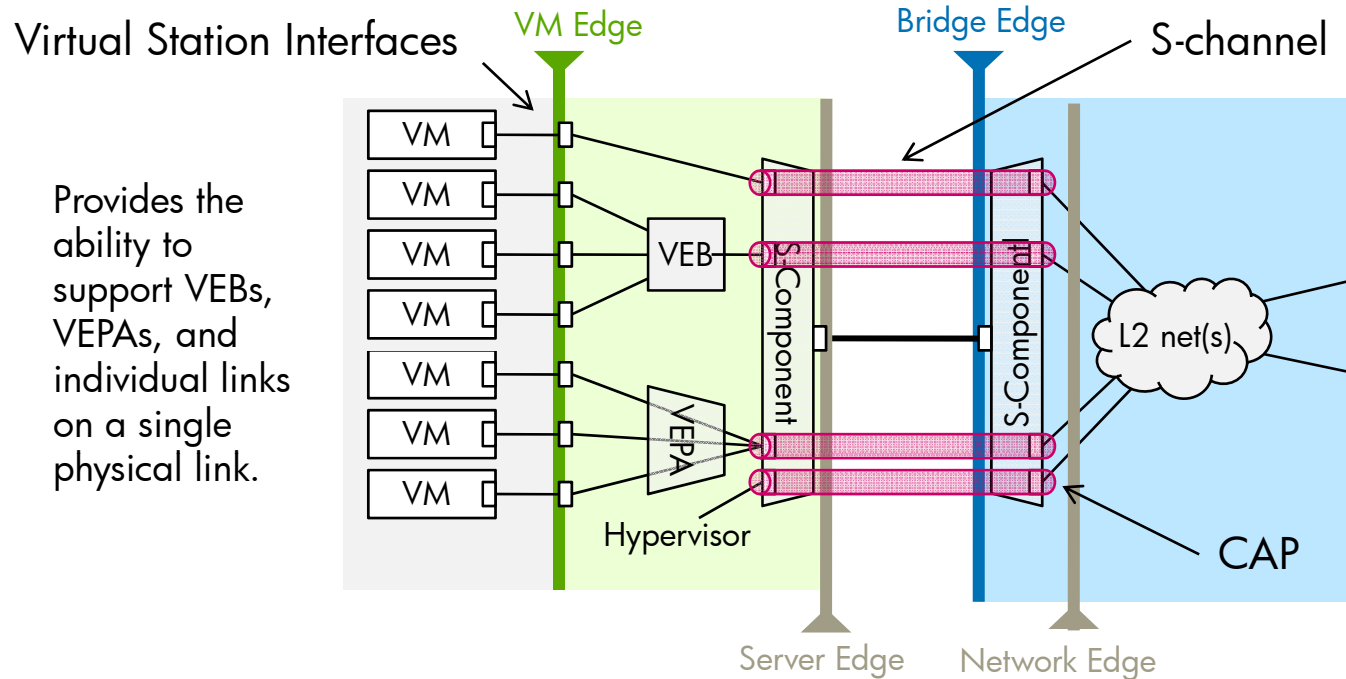 Virtual Station Interfaces
VM Edge
Bridge Edge
S-channel
Provides the
ability to
support VEBs,
VEPAs, and
individual links
on a single
physical link.
VM
VM
VM
VM
VM
VM
VM
VEB
VEPA
Hypervisor
S-Component
S-Component
L2 net(s)
CAP
Server Edge
Network Edge